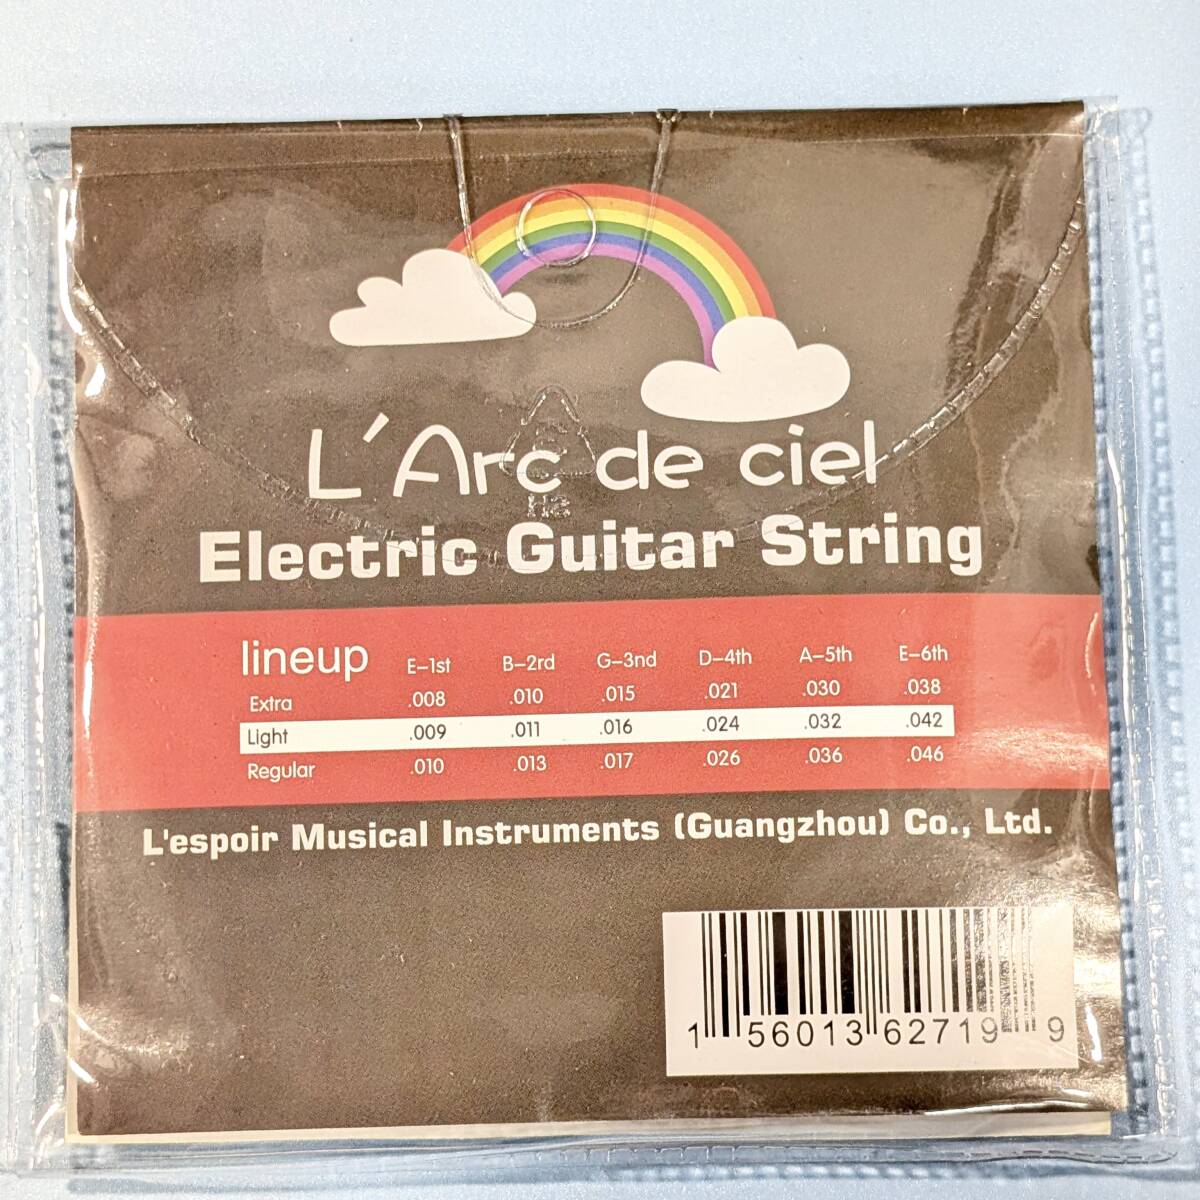 L'Arc de ciel
Electric Guitar String
lineup E-1st B-2rd G-3nd D-4th A-5th E-6th
Extra .008 .010 .015 .021 .030 .038
Light .009 .011 .016 .024 .032 .042
Regular .010 .013 .017 .026 .036 .046
L'espoir Musical Instruments (Guangzhou) Co., Ltd.
1 56013 62719 9